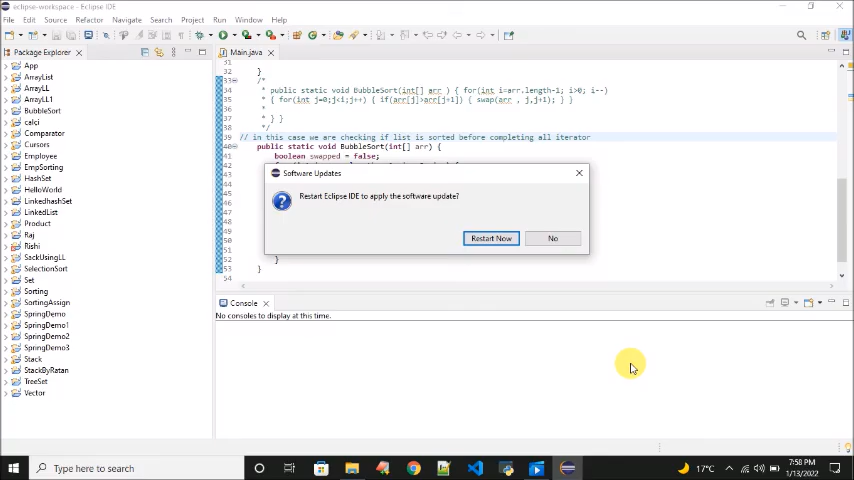 eclipse-workspace - Eclipse IDE
File Edit Source Refactor Navigate Search Project Run Window Help
Package Explorer
Main.java
App
ArrayList
ArrayLL
ArrayLL1
BubbleSort
calci
Comparator
Cursors
Employee
EmpSorting
HashSet
HelloWorld
LinkedhashSet
LinkedList
Product
Raj
Rishi
SackUsingLL
SelectionSort
Set
Sorting
SortingAssign
SpringDemo
SpringDemo1
SpringDemo2
SpringDemo3
Stack
StackByRatan
TreeSet
Vector
31
32 }
33 /*
34 * public static void BubbleSort(int[] arr ) { for(int i=arr.length-1; i>0; i--)
35 * { for(int j=0;j<i;j++) { if(arr[j]>arr[j+1]) { swap(arr , j,j+1); } }
36 *
37 * } }
38 */
39 // in this case we are checking if list is sorted before completing all iterator
40 public static void BubbleSort(int[] arr) {
41 boolean swapped = false;
42
43
44
45
46
47
48
49
50
51
52 }
53 }
54
Software Updates
Restart Eclipse IDE to apply the software update?
Restart Now No
Console
No consoles to display at this time.
Type here to search
17°C
7:58 PM
1/13/2022